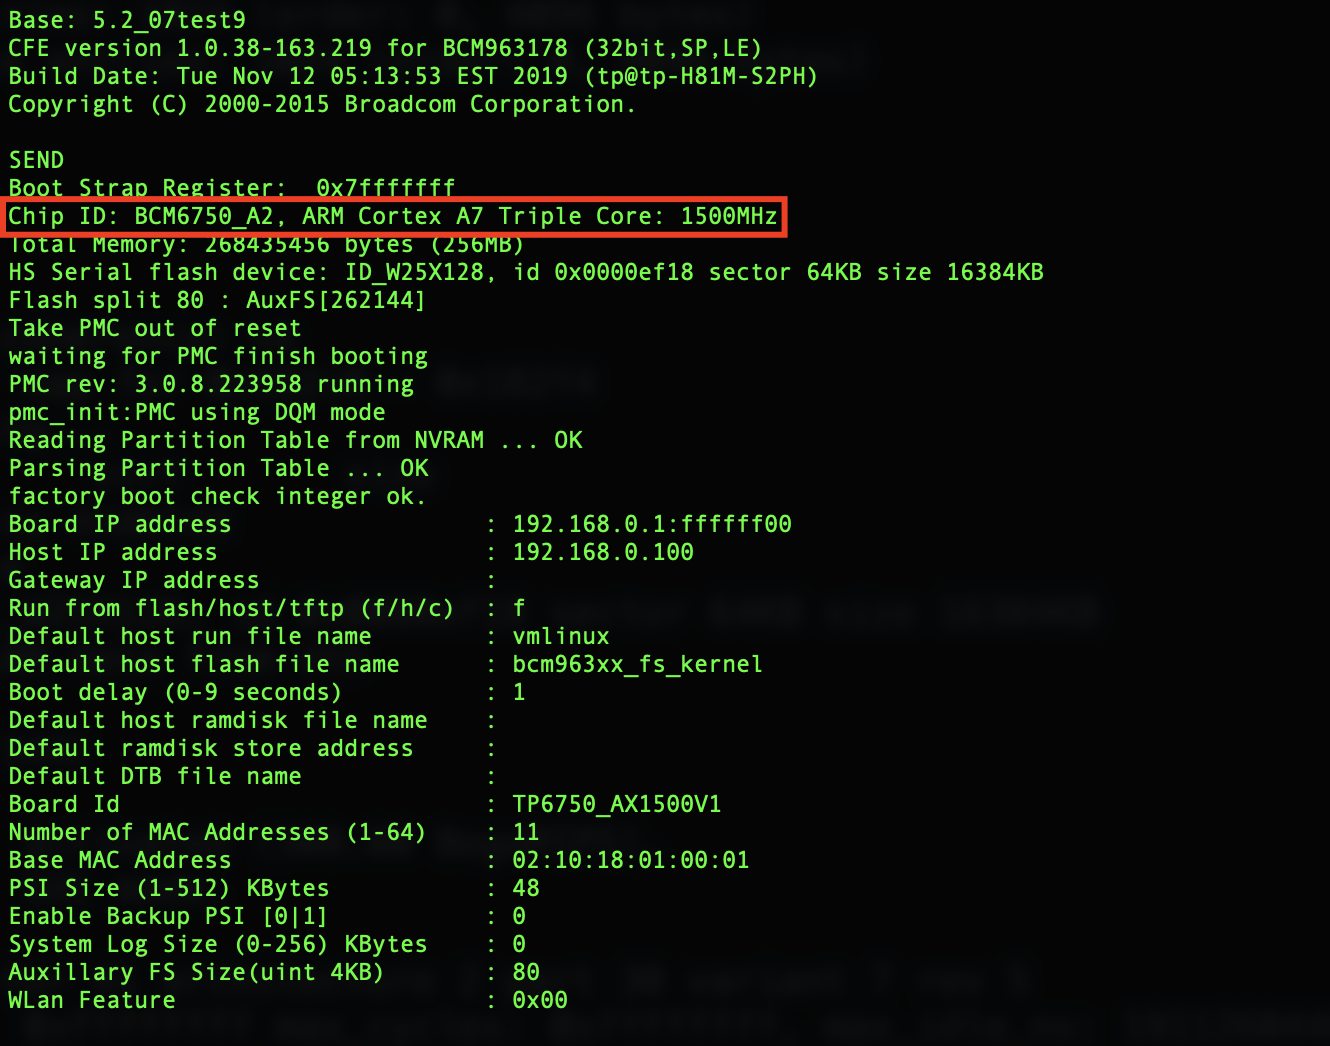 Base: 5.2_07test9
CFE version 1.0.38-163.219 for BCM963178 (32bit,SP,LE)
Build Date: Tue Nov 12 05:13:53 EST 2019 (tp@tp-H81M-S2PH)
Copyright (C) 2000-2015 Broadcom Corporation.
SEND
Boot Strap Register:  0x7fffffff
Chip ID: BCM6750_A2, ARM Cortex A7 Triple Core: 1500MHz
Total Memory: 268435456 bytes (256MB)
HS Serial flash device: ID_W25X128, id 0x0000ef18 sector 64KB size 16384KB
Flash split 80 : AuxFS[262144]
Take PMC out of reset
waiting for PMC finish booting
PMC rev: 3.0.8.223958 running
pmc_init:PMC using DQM mode
Reading Partition Table from NVRAM ... OK
Parsing Partition Table ... OK
factory boot check integer ok.
Board IP address                  : 192.168.0.1:ffffff00
Host IP address                   : 192.168.0.100
Gateway IP address                :
Run from flash/host/tftp (f/h/c)  : f
Default host run file name        : vmlinux
Default host flash file name      : bcm963xx_fs_kernel
Boot delay (0-9 seconds)          : 1
Default host ramdisk file name    :
Default ramdisk store address     :
Default DTB file name             :
Board Id                          : TP6750_AX1500V1
Number of MAC Addresses (1-64)    : 11
Base MAC Address                  : 02:10:18:01:00:01
PSI Size (1-512) KBytes           : 48
Enable Backup PSI [0|1]           : 0
System Log Size (0-256) KBytes    : 0
Auxillary FS Size(uint 4KB)       : 80
WLan Feature                      : 0x00